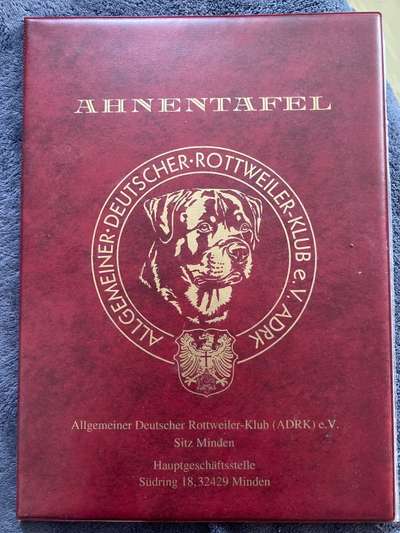 AHNENTAFEL
ALLGEMEINER·DEUTSCHER·ROTTWEILER-KLUB e.V. ADRK
Allgemeiner Deutscher Rottweiler-Klub (ADRK) e.V.
Sitz Minden
Hauptgeschäftsstelle
Südring 18,32429 Minden